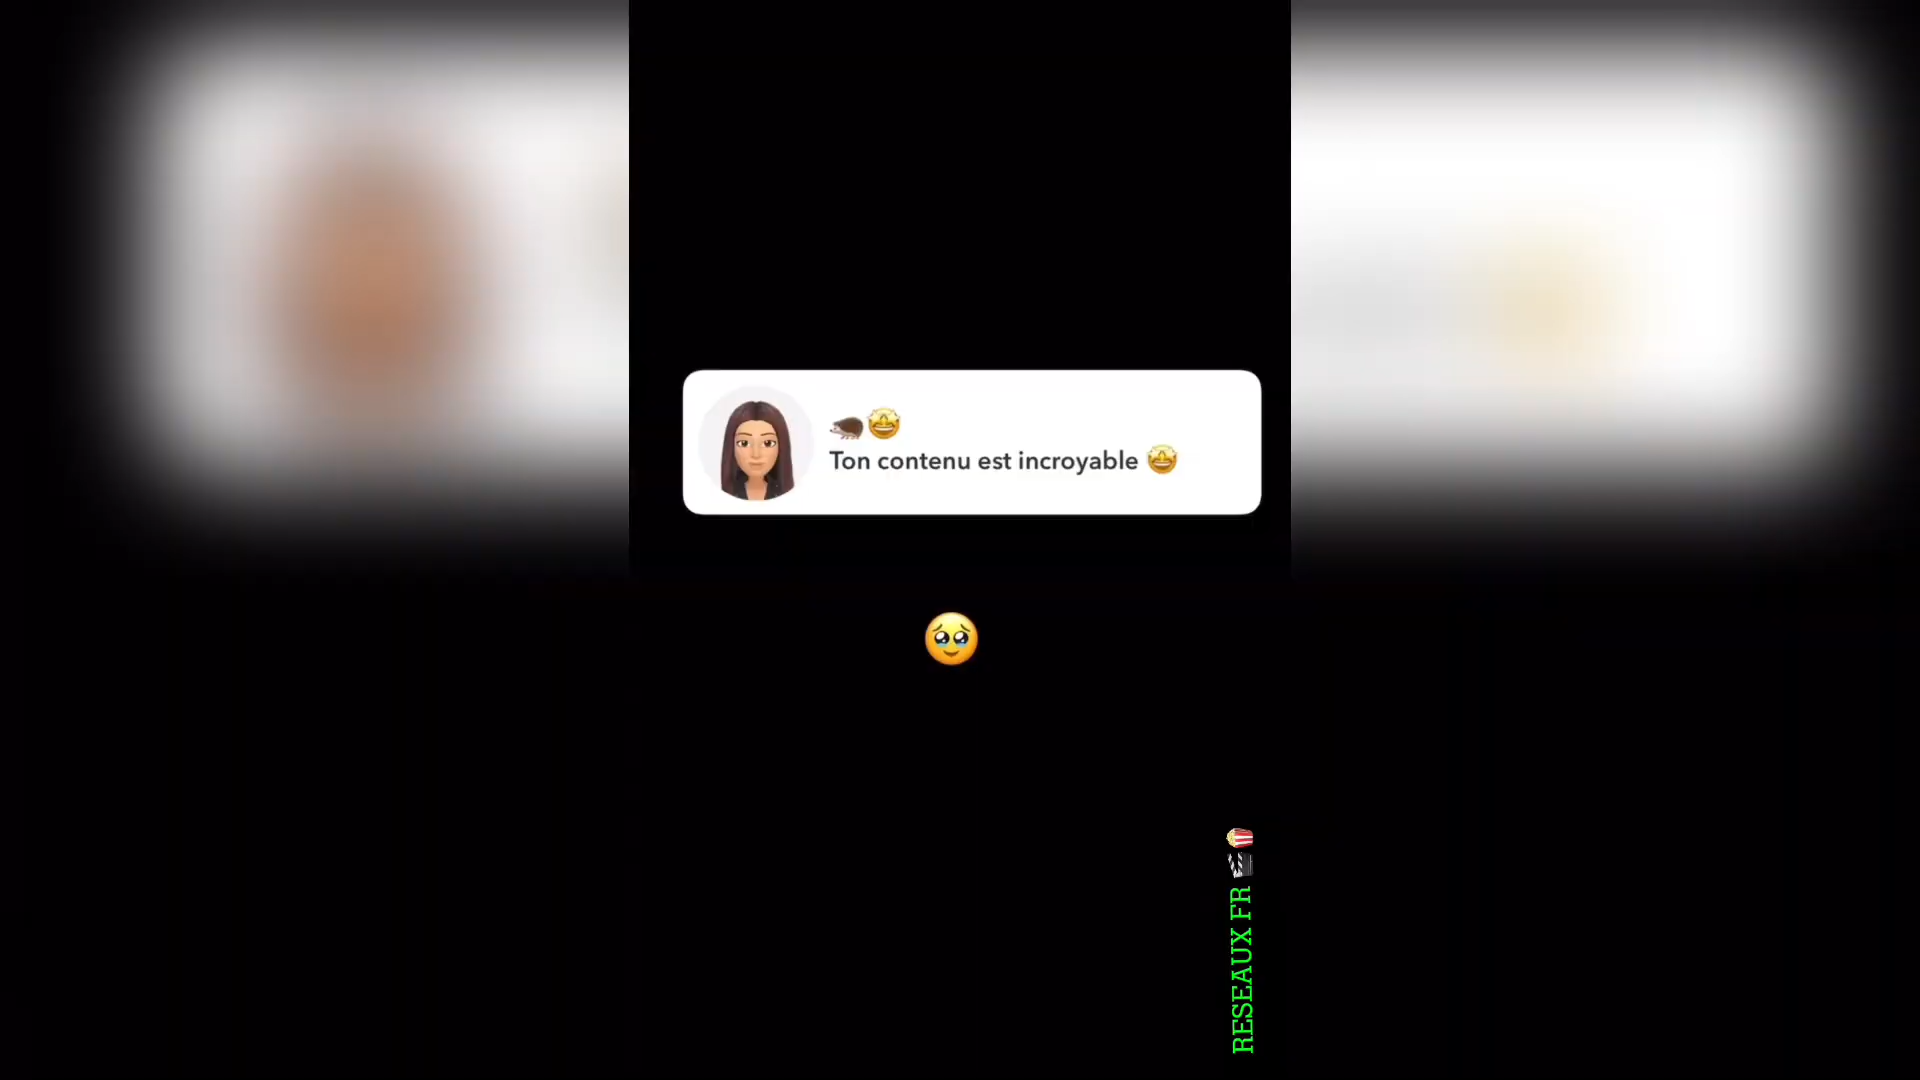 🦔🤩
Ton contenu est incroyable 🤩
🥹
RESEAUX FR 🎬🍿